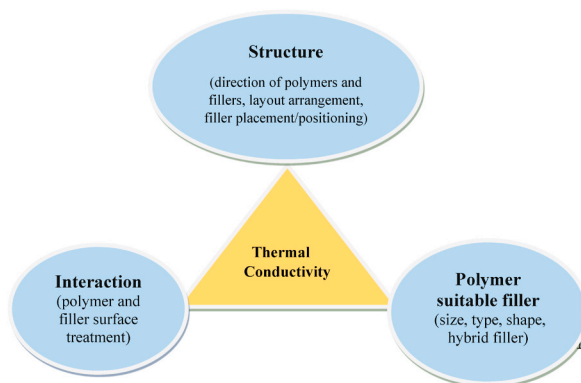 Structure
(direction of polymers and
fillers, layout arrangement,
filler placement/positioning)
Thermal
Conductivity
Interaction
(polymer and
filler surface
treatment)
Polymer
suitable filler
(size, type, shape,
hybrid filler)